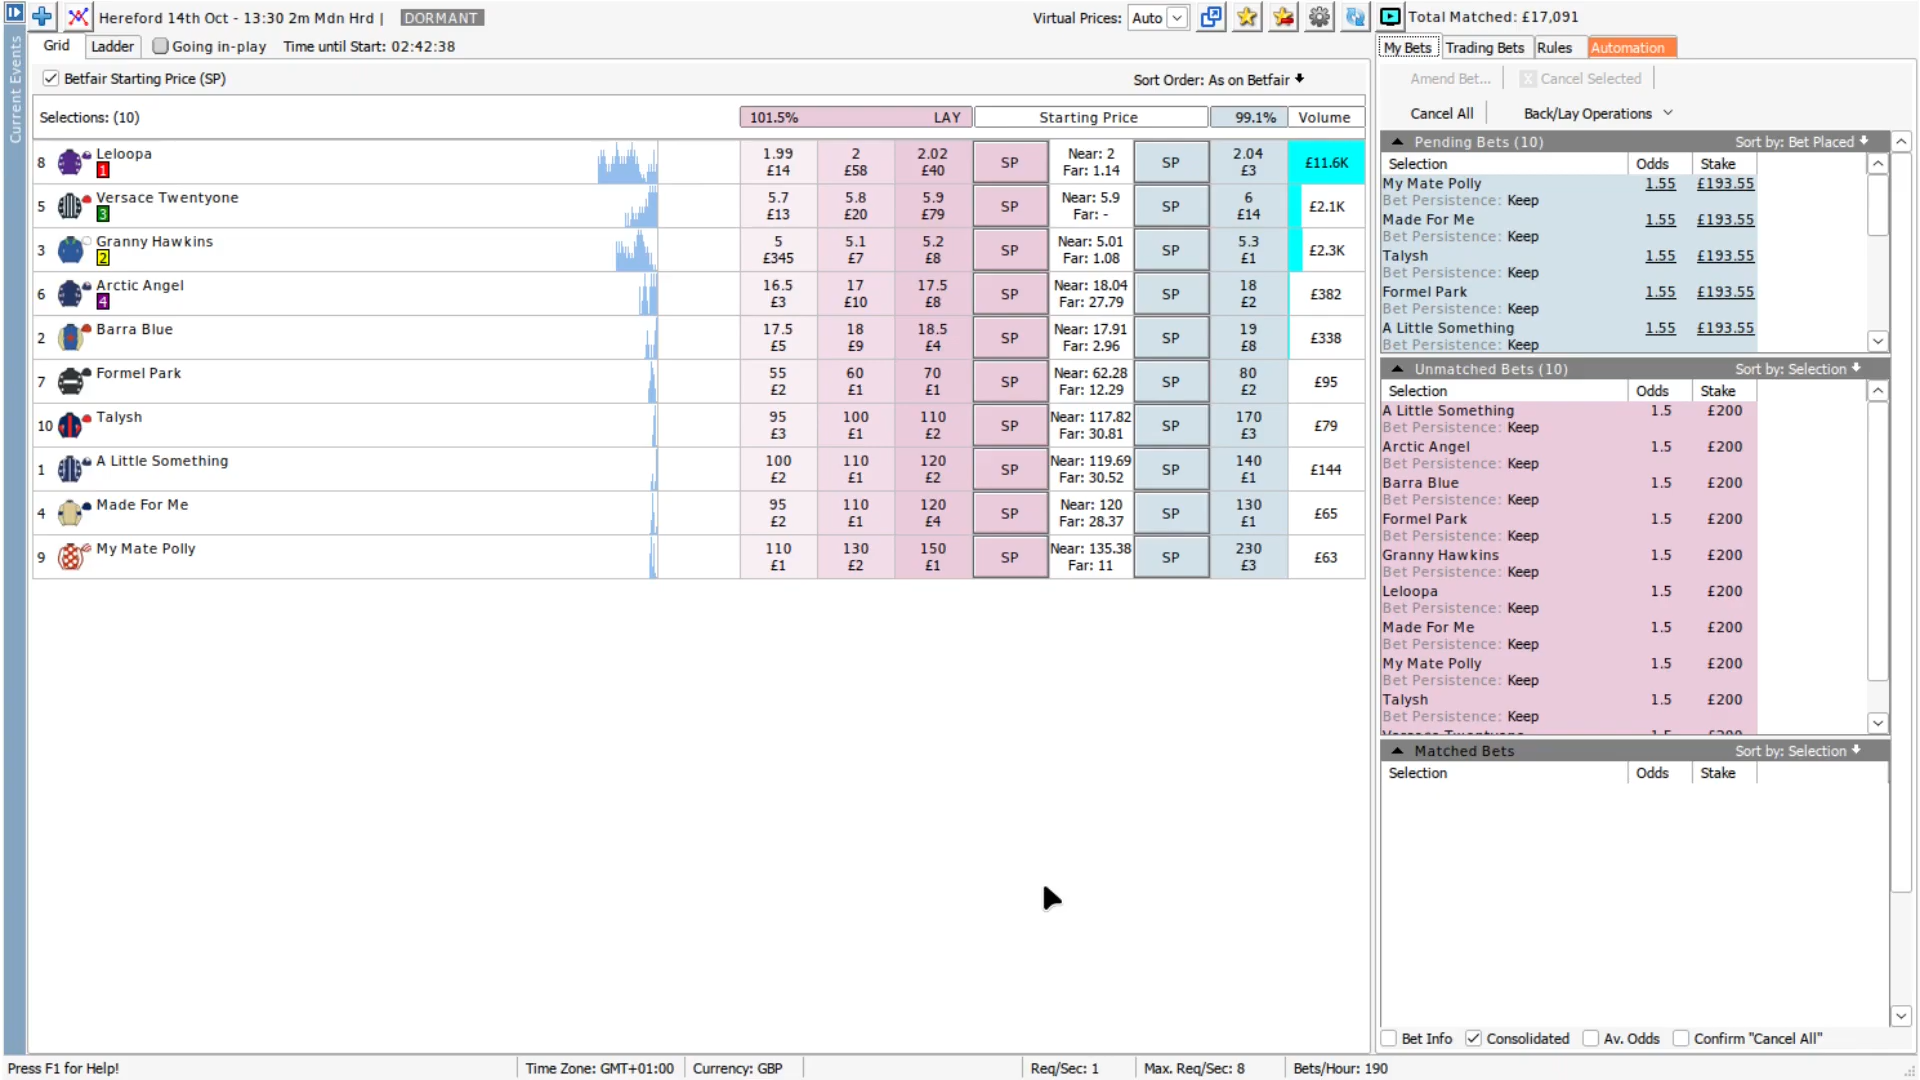 Hereford 14th Oct - 13:30 2m Mdn Hrd | DORMANT
Virtual Prices: Auto
Total Matched: £17,091
Current Events
Grid Ladder Going in-play Time until Start: 02:42:38
My Bets Trading Bets Rules Automation
Betfair Starting Price (SP)
Sort Order: As on Betfair
Amend Bet... X Cancel Selected
Cancel All Back/Lay Operations
Selections: (10) 101.5% LAY Starting Price 99.1% Volume
8 Leloopa 1.99 2 2.02 SP Near: 2 SP 2.04 £11.6K
1 £14 £58 £40 Far: 1.14 £3
5 Versace Twentyone 5.7 5.8 5.9 SP Near: 5.9 SP 6 £2.1K
3 £13 £20 £79 Far: - £14
3 Granny Hawkins 5 5.1 5.2 SP Near: 5.01 SP 5.3 £2.3K
2 £345 £7 £8 Far: 1.08 £1
6 Arctic Angel 16.5 17 17.5 SP Near: 18.04 SP 18 £382
4 £3 £10 £8 Far: 27.79 £2
2 Barra Blue 17.5 18 18.5 SP Near: 17.91 SP 19 £338
£5 £9 £4 Far: 2.96 £8
7 Formel Park 55 60 70 SP Near: 62.28 SP 80 £95
£2 £1 £1 Far: 12.29 £2
10 Talysh 95 100 110 SP Near: 117.82 SP 170 £79
£3 £1 £2 Far: 30.81 £3
1 A Little Something 100 110 120 SP Near: 119.69 SP 140 £144
£2 £1 £2 Far: 30.52 £1
4 Made For Me 95 110 120 SP Near: 120 SP 130 £65
£2 £1 £4 Far: 28.37 £1
9 My Mate Polly 110 130 150 SP Near: 135.38 SP 230 £63
£1 £2 £1 Far: 11 £3
Pending Bets (10) Sort by: Bet Placed
Selection Odds Stake
My Mate Polly 1.55 £193.55
Bet Persistence: Keep
Made For Me 1.55 £193.55
Bet Persistence: Keep
Talysh 1.55 £193.55
Bet Persistence: Keep
Formel Park 1.55 £193.55
Bet Persistence: Keep
A Little Something 1.55 £193.55
Bet Persistence: Keep
Unmatched Bets (10) Sort by: Selection
Selection Odds Stake
A Little Something 1.5 £200
Bet Persistence: Keep
Arctic Angel 1.5 £200
Bet Persistence: Keep
Barra Blue 1.5 £200
Bet Persistence: Keep
Formel Park 1.5 £200
Bet Persistence: Keep
Granny Hawkins 1.5 £200
Bet Persistence: Keep
Leloopa 1.5 £200
Bet Persistence: Keep
Made For Me 1.5 £200
Bet Persistence: Keep
My Mate Polly 1.5 £200
Bet Persistence: Keep
Talysh 1.5 £200
Bet Persistence: Keep
Matched Bets Sort by: Selection
Selection Odds Stake
Bet Info Consolidated Av. Odds Confirm "Cancel All"
Press F1 for Help! Time Zone: GMT+01:00 Currency: GBP Req/Sec: 1 Max. Req/Sec: 8 Bets/Hour: 190